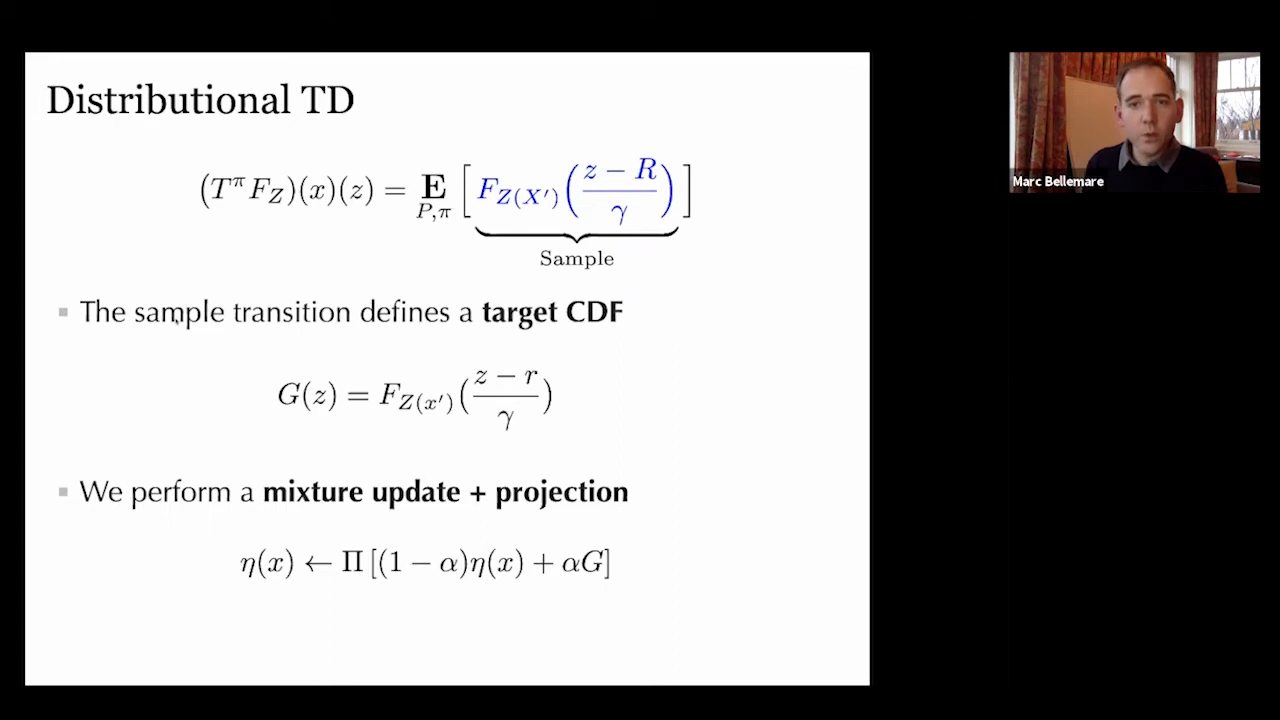 Distributional TD
(T^π F_Z)(x)(z) = E_{P,π} [ F_{Z(X′)} ( (z − R) / γ ) ]
Sample
▪ The sample transition defines a target CDF
G(z) = F_{Z(x′)} ( (z − r) / γ )
▪ We perform a mixture update + projection
η(x) ← Π [(1 − α)η(x) + αG]
Marc Bellemare